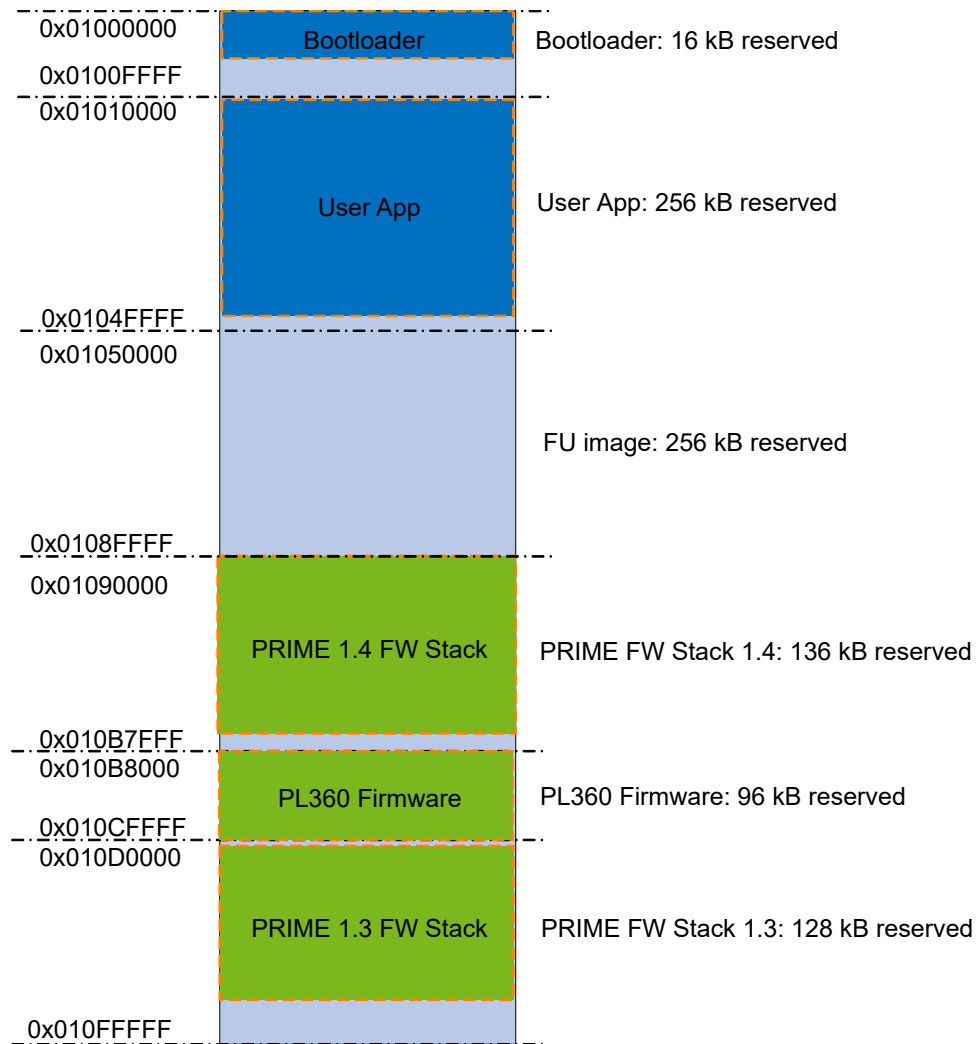 0x01000000
Bootloader
Bootloader: 16 kB reserved
0x0100FFFF
0x01010000
User App
User App: 256 kB reserved
0x0104FFFF
0x01050000
FU image: 256 kB reserved
0x0108FFFF
0x01090000
PRIME 1.4 FW Stack
PRIME FW Stack 1.4: 136 kB reserved
0x010B7FFF
0x010B8000
PL360 Firmware
PL360 Firmware: 96 kB reserved
0x010CFFFF
0x010D0000
PRIME 1.3 FW Stack
PRIME FW Stack 1.3: 128 kB reserved
0x010FFFFF